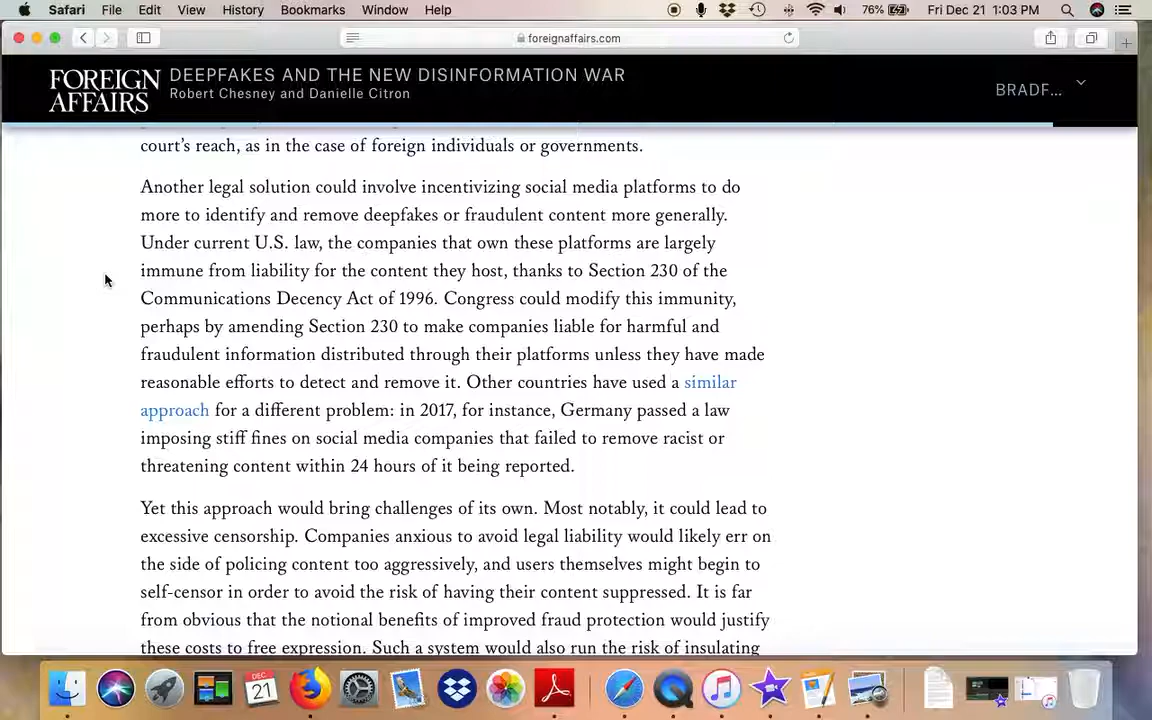 Safari File Edit View History Bookmarks Window Help 76% Fri Dec 21 1:03 PM
foreignaffairs.com
FOREIGN AFFAIRS
DEEPFAKES AND THE NEW DISINFORMATION WAR
Robert Chesney and Danielle Citron
BRADF...
court's reach, as in the case of foreign individuals or governments.
Another legal solution could involve incentivizing social media platforms to do
more to identify and remove deepfakes or fraudulent content more generally.
Under current U.S. law, the companies that own these platforms are largely
immune from liability for the content they host, thanks to Section 230 of the
Communications Decency Act of 1996. Congress could modify this immunity,
perhaps by amending Section 230 to make companies liable for harmful and
fraudulent information distributed through their platforms unless they have made
reasonable efforts to detect and remove it. Other countries have used a similar
approach for a different problem: in 2017, for instance, Germany passed a law
imposing stiff fines on social media companies that failed to remove racist or
threatening content within 24 hours of it being reported.
Yet this approach would bring challenges of its own. Most notably, it could lead to
excessive censorship. Companies anxious to avoid legal liability would likely err on
the side of policing content too aggressively, and users themselves might begin to
self-censor in order to avoid the risk of having their content suppressed. It is far
from obvious that the notional benefits of improved fraud protection would justify
these costs to free expression. Such a system would also run the risk of insulating
DEC
21